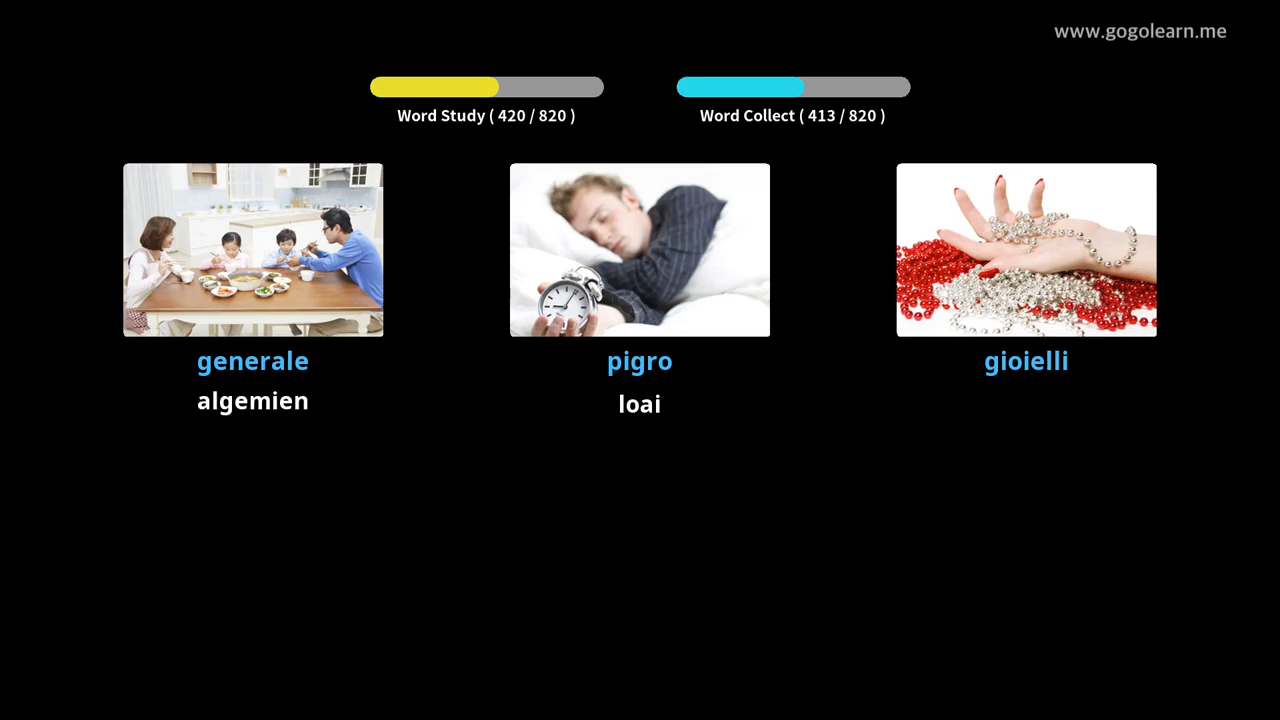 www.gogolearn.me
Word Study ( 420 / 820 )
Word Collect ( 413 / 820 )
generale
pigro
gioielli
algemien
loai